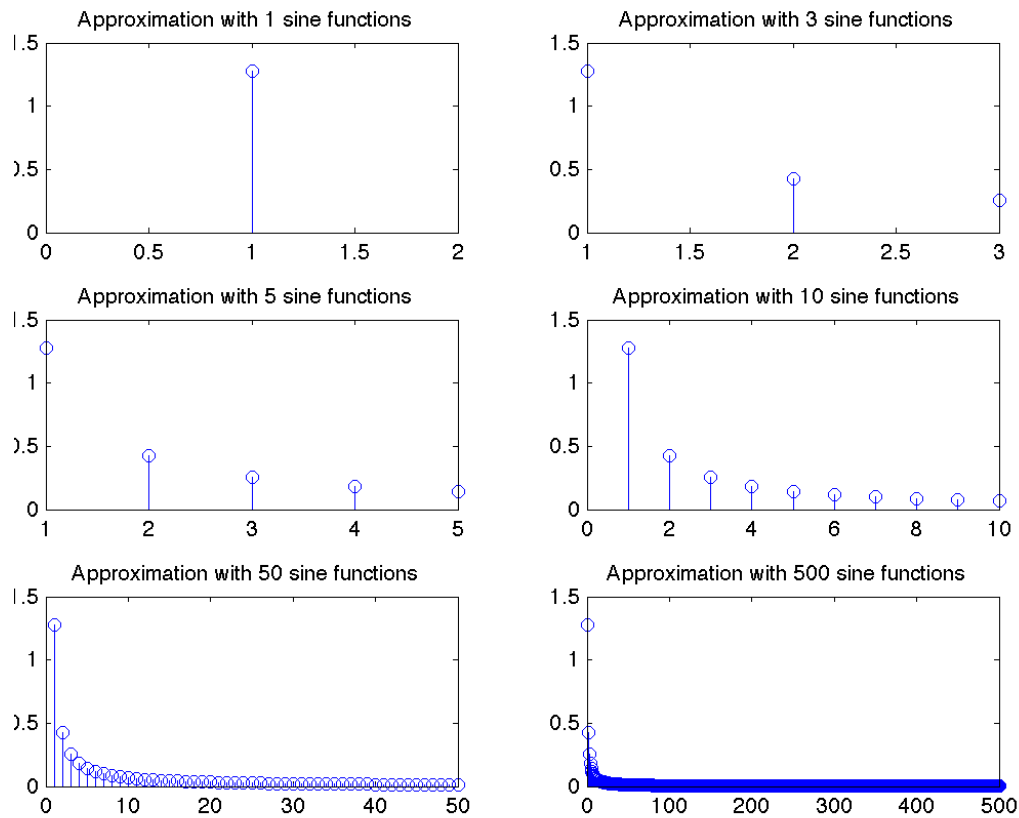 Approximation with 1 sine functions
1.5
1
0.5
0
0 0.5 1 1.5 2
Approximation with 3 sine functions
1.5
1
0.5
0
1 1.5 2 2.5 3
Approximation with 5 sine functions
1.5
1
0.5
0
1 2 3 4 5
Approximation with 10 sine functions
1.5
1
0.5
0
0 2 4 6 8 10
Approximation with 50 sine functions
1.5
1
0.5
0
0 10 20 30 40 50
Approximation with 500 sine functions
1.5
1
0.5
0
0 100 200 300 400 500